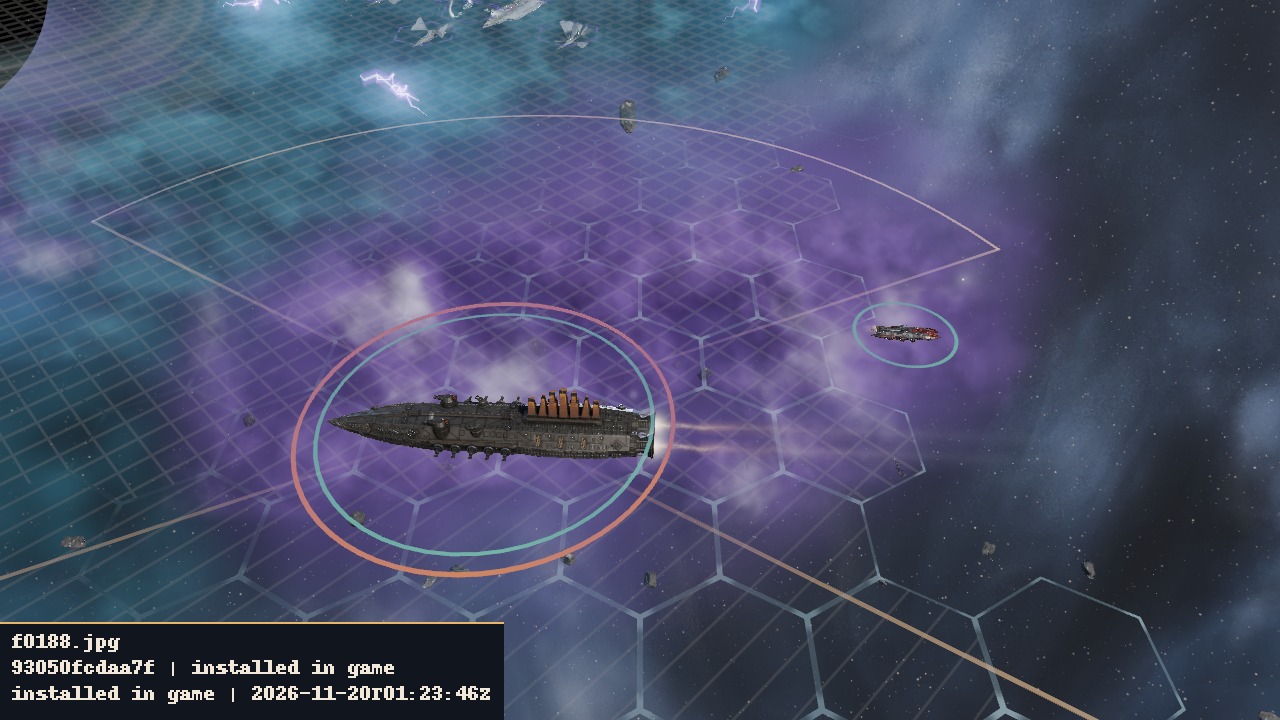 f0188.jpg
93050fcdaa7f | installed in game
installed in game | 2026-11-20T01:23:46Z